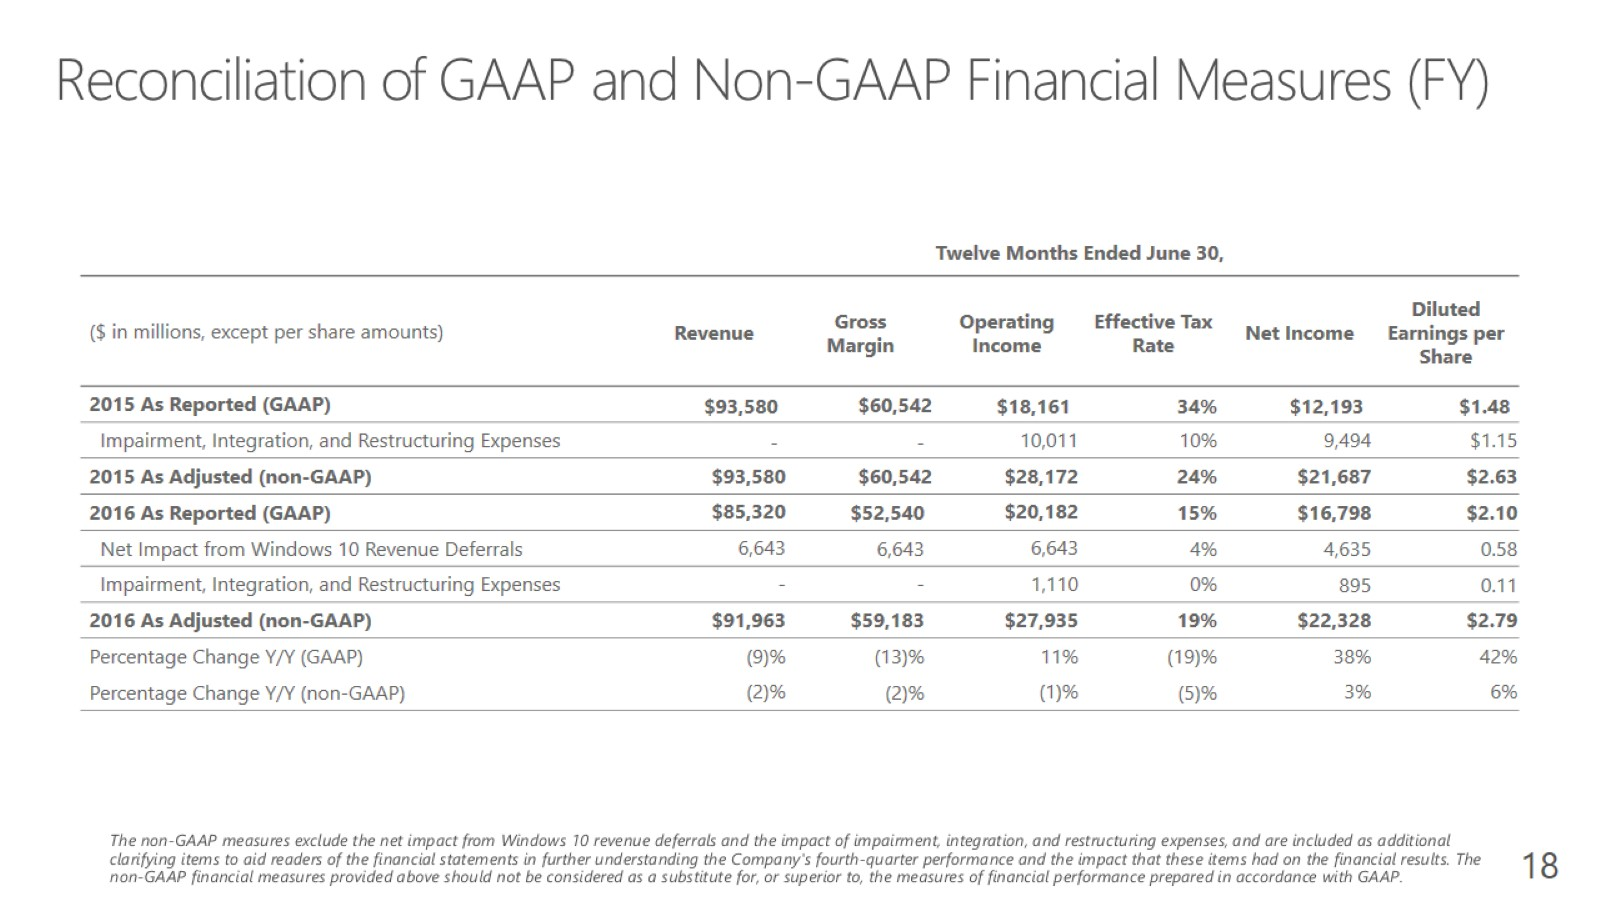 Reconciliation of GAAP and Non-GAAP Financial Measures (FY)
Twelve Months Ended June 30,
($ in millions, except per share amounts) Revenue Gross Margin Operating Income Effective Tax Rate Net Income Diluted Earnings per Share
2015 As Reported (GAAP) $93,580 $60,542 $18,161 34% $12,193 $1.48
Impairment, Integration, and Restructuring Expenses - - 10,011 10% 9,494 $1.15
2015 As Adjusted (non-GAAP) $93,580 $60,542 $28,172 24% $21,687 $2.63
2016 As Reported (GAAP) $85,320 $52,540 $20,182 15% $16,798 $2.10
Net Impact from Windows 10 Revenue Deferrals 6,643 6,643 6,643 4% 4,635 0.58
Impairment, Integration, and Restructuring Expenses - - 1,110 0% 895 0.11
2016 As Adjusted (non-GAAP) $91,963 $59,183 $27,935 19% $22,328 $2.79
Percentage Change Y/Y (GAAP) (9)% (13)% 11% (19)% 38% 42%
Percentage Change Y/Y (non-GAAP) (2)% (2)% (1)% (5)% 3% 6%
The non-GAAP measures exclude the net impact from Windows 10 revenue deferrals and the impact of impairment, integration, and restructuring expenses, and are included as additional
clarifying items to aid readers of the financial statements in further understanding the Company's fourth-quarter performance and the impact that these items had on the financial results. The
non-GAAP financial measures provided above should not be considered as a substitute for, or superior to, the measures of financial performance prepared in accordance with GAAP.
18